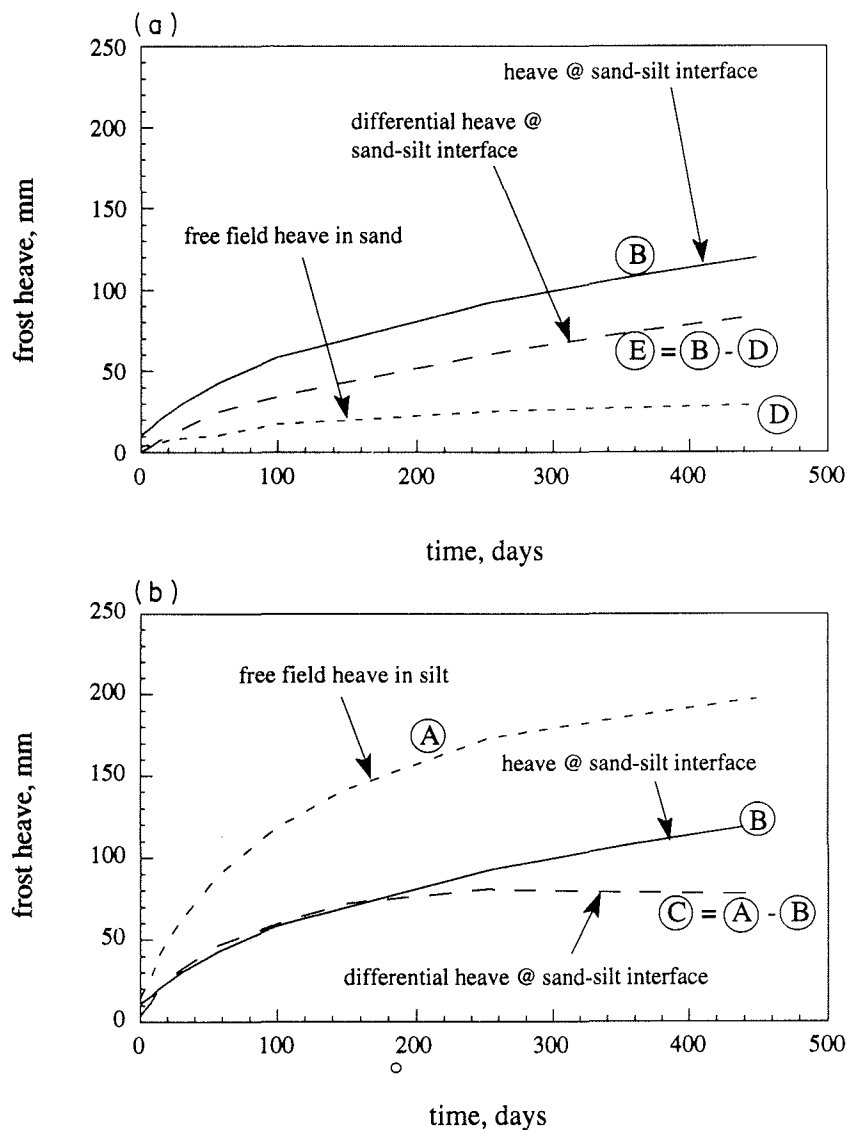 (a)
250
200
150
100
50
0
frost heave, mm
heave @ sand-silt interface
differential heave @
sand-silt interface
free field heave in sand
B
E = B - D
D
0 100 200 300 400 500
time, days
(b)
250
200
150
100
50
0
frost heave, mm
free field heave in silt
A
heave @ sand-silt interface
B
C = A - B
differential heave @ sand-silt interface
0 100 200 300 400 500
time, days